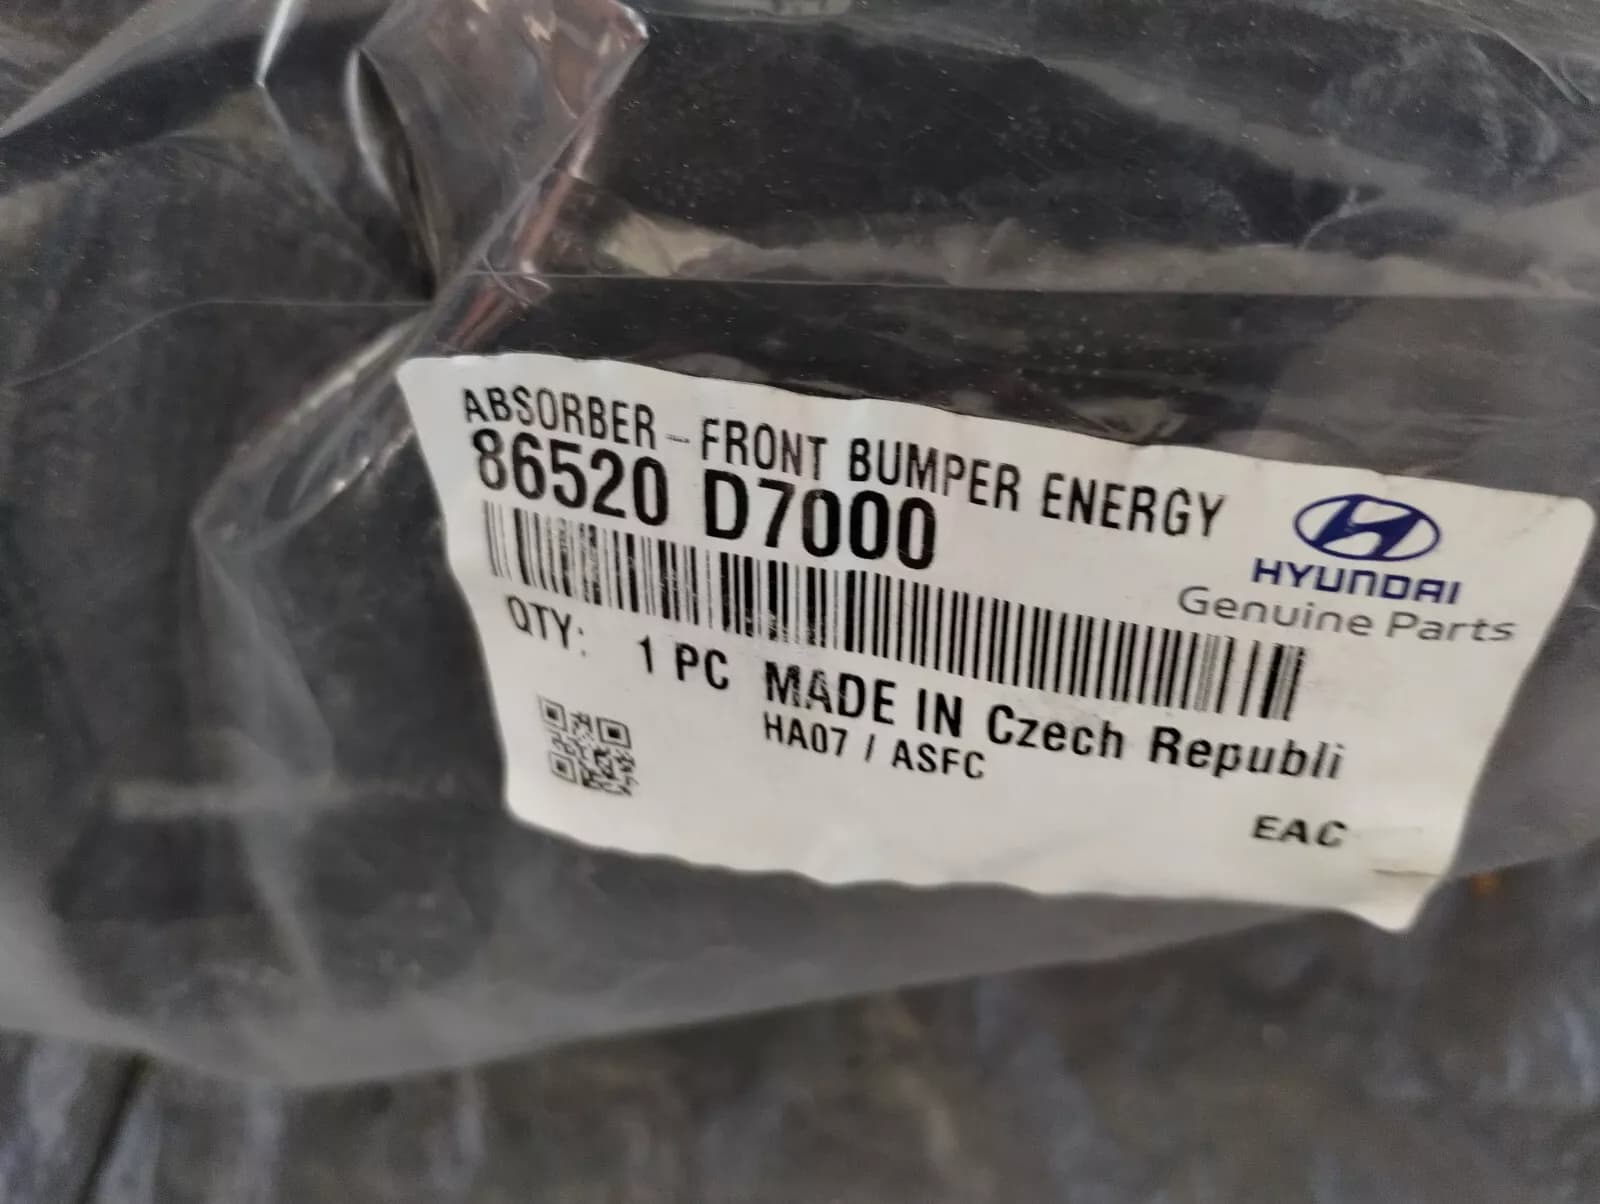 ABSORBER-FRONT BUMPER ENERGY
86520 D7000
HYUNDAI
Genuine Parts
QTY: 1 PC MADE IN Czech Republi
HA07 / ASFC
EAC